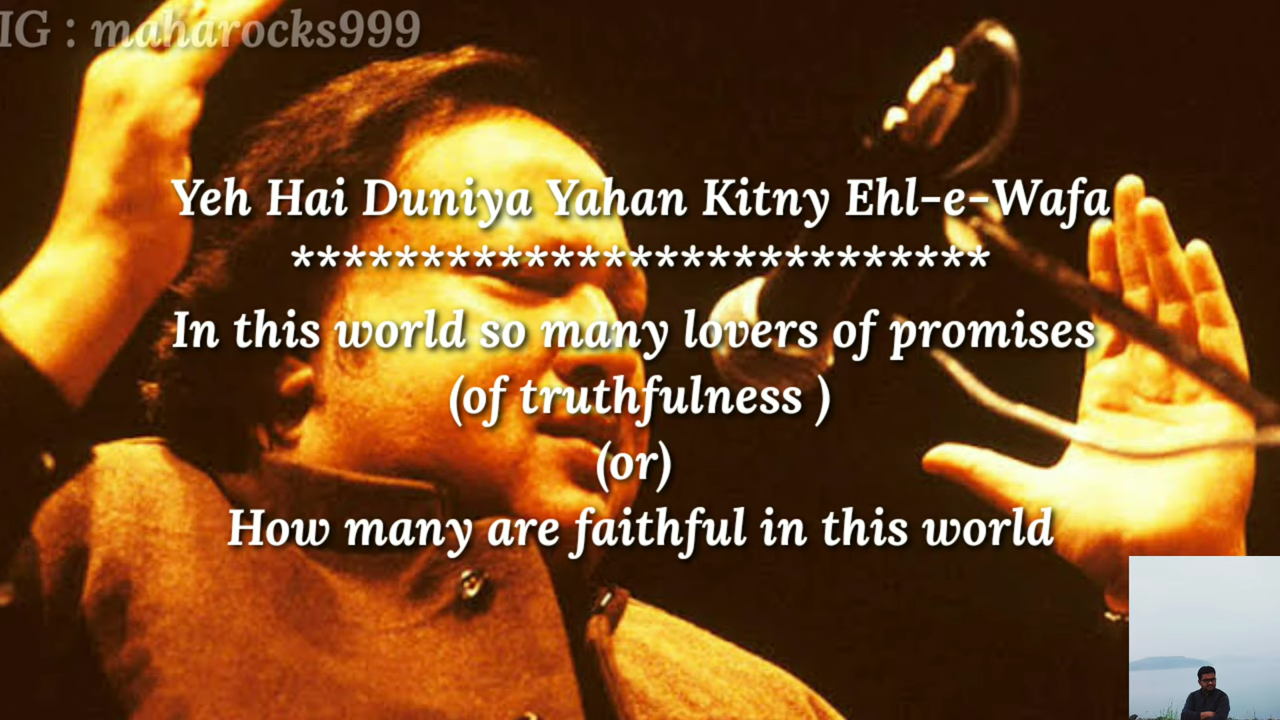 IG : maharocks999
Yeh Hai Duniya Yahan Kitny Ehl-e-Wafa
***************************
In this world so many lovers of promises
(of truthfulness )
(or)
How many are faithful in this world